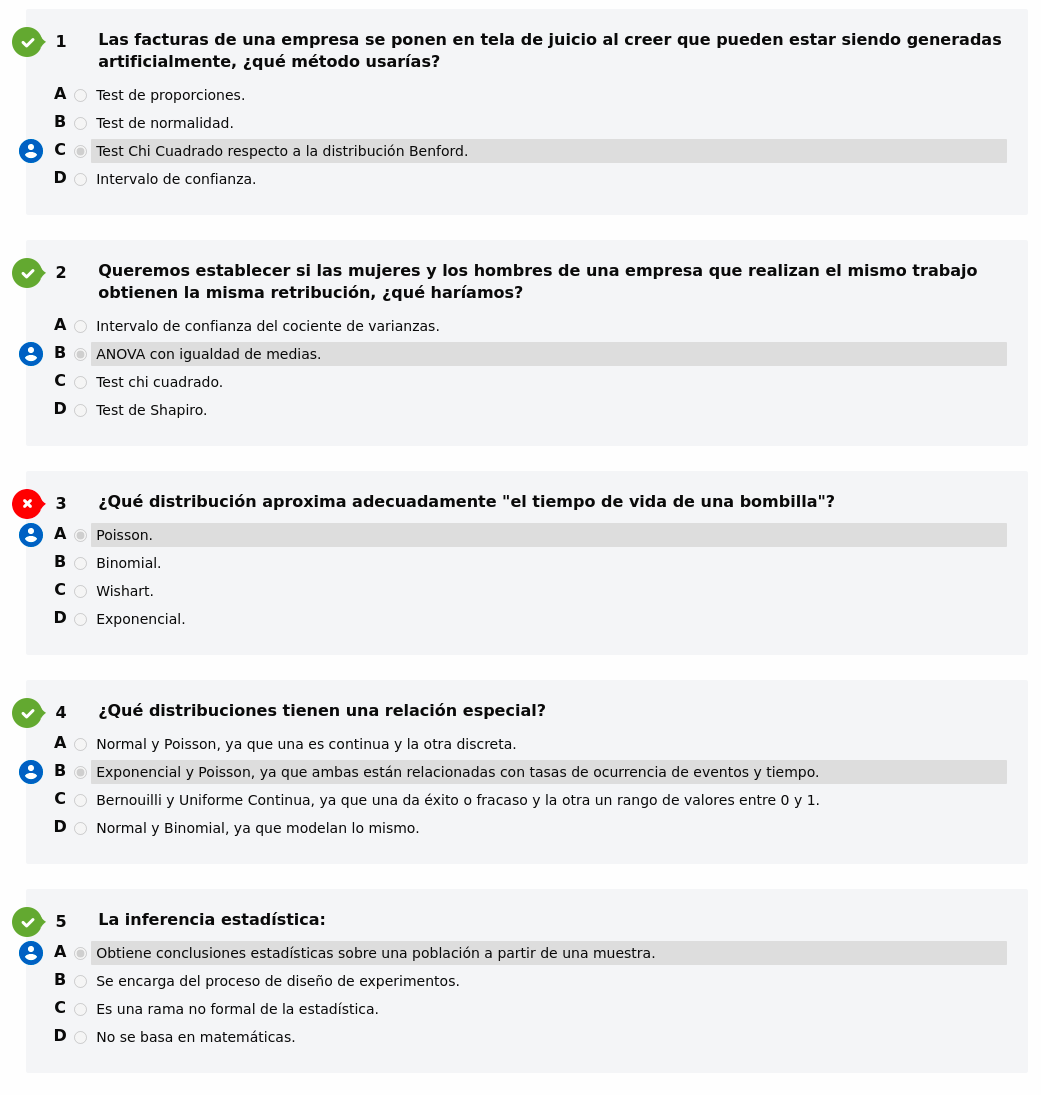 1 Las facturas de una empresa se ponen en tela de juicio al creer que pueden estar siendo generadas
artificialmente, ¿qué método usarías?
A Test de proporciones.
B Test de normalidad.
C Test Chi Cuadrado respecto a la distribución Benford.
D Intervalo de confianza.
2 Queremos establecer si las mujeres y los hombres de una empresa que realizan el mismo trabajo
obtienen la misma retribución, ¿qué haríamos?
A Intervalo de confianza del cociente de varianzas.
B ANOVA con igualdad de medias.
C Test chi cuadrado.
D Test de Shapiro.
3 ¿Qué distribución aproxima adecuadamente "el tiempo de vida de una bombilla"?
A Poisson.
B Binomial.
C Wishart.
D Exponencial.
4 ¿Qué distribuciones tienen una relación especial?
A Normal y Poisson, ya que una es continua y la otra discreta.
B Exponencial y Poisson, ya que ambas están relacionadas con tasas de ocurrencia de eventos y tiempo.
C Bernouilli y Uniforme Continua, ya que una da éxito o fracaso y la otra un rango de valores entre 0 y 1.
D Normal y Binomial, ya que modelan lo mismo.
5 La inferencia estadística:
A Obtiene conclusiones estadísticas sobre una población a partir de una muestra.
B Se encarga del proceso de diseño de experimentos.
C Es una rama no formal de la estadística.
D No se basa en matemáticas.